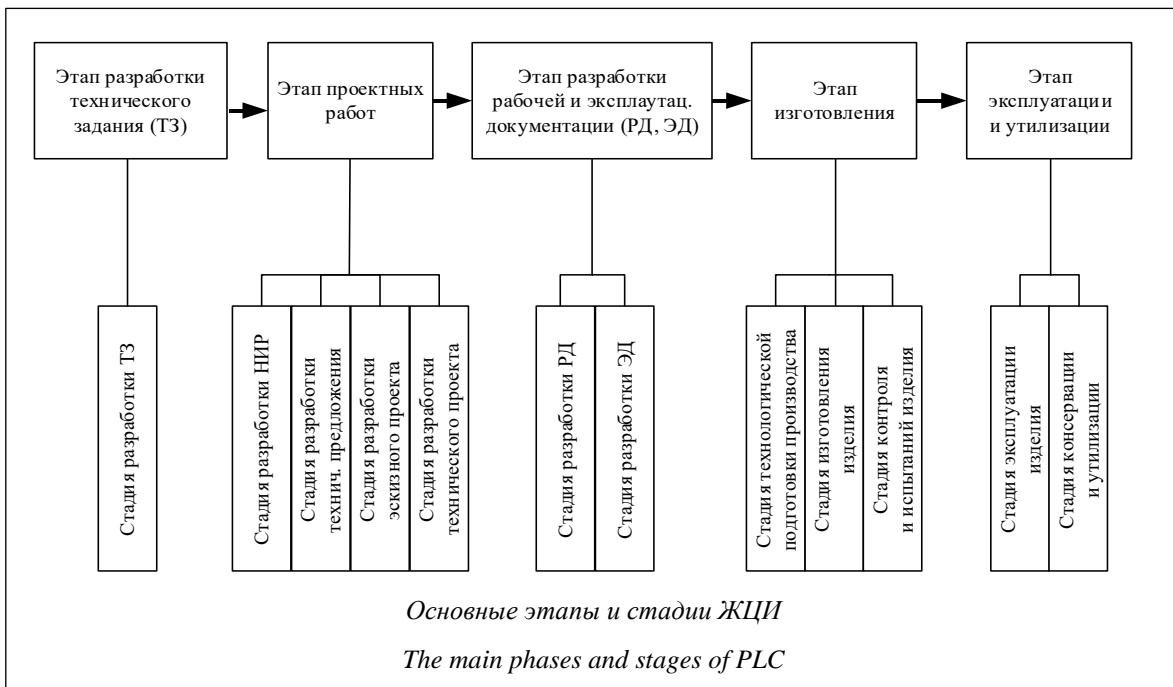 Этап разработки
технического
задания (ТЗ)
Этап проектных
работ
Этап разработки
рабочей и эксплаутац.
документации (РД, ЭД)
Этап
изготовления
Этап
эксплуатации
и утилизации
Стадия разработки ТЗ
Стадия разработки НИР
Стадия разработки
технич. предложения
Стадия разработки
эскизного проекта
Стадия разработки
технического проекта
Стадия разработки РД
Стадия разработки ЭД
Стадия технологической
подготовки производства
Стадия изготовления
изделия
Стадия контроля
и испытаний изделия
Стадия эксплуатации
изделия
Стадия консервации
и утилизации
Основные этапы и стадии ЖЦИ
The main phases and stages of PLC